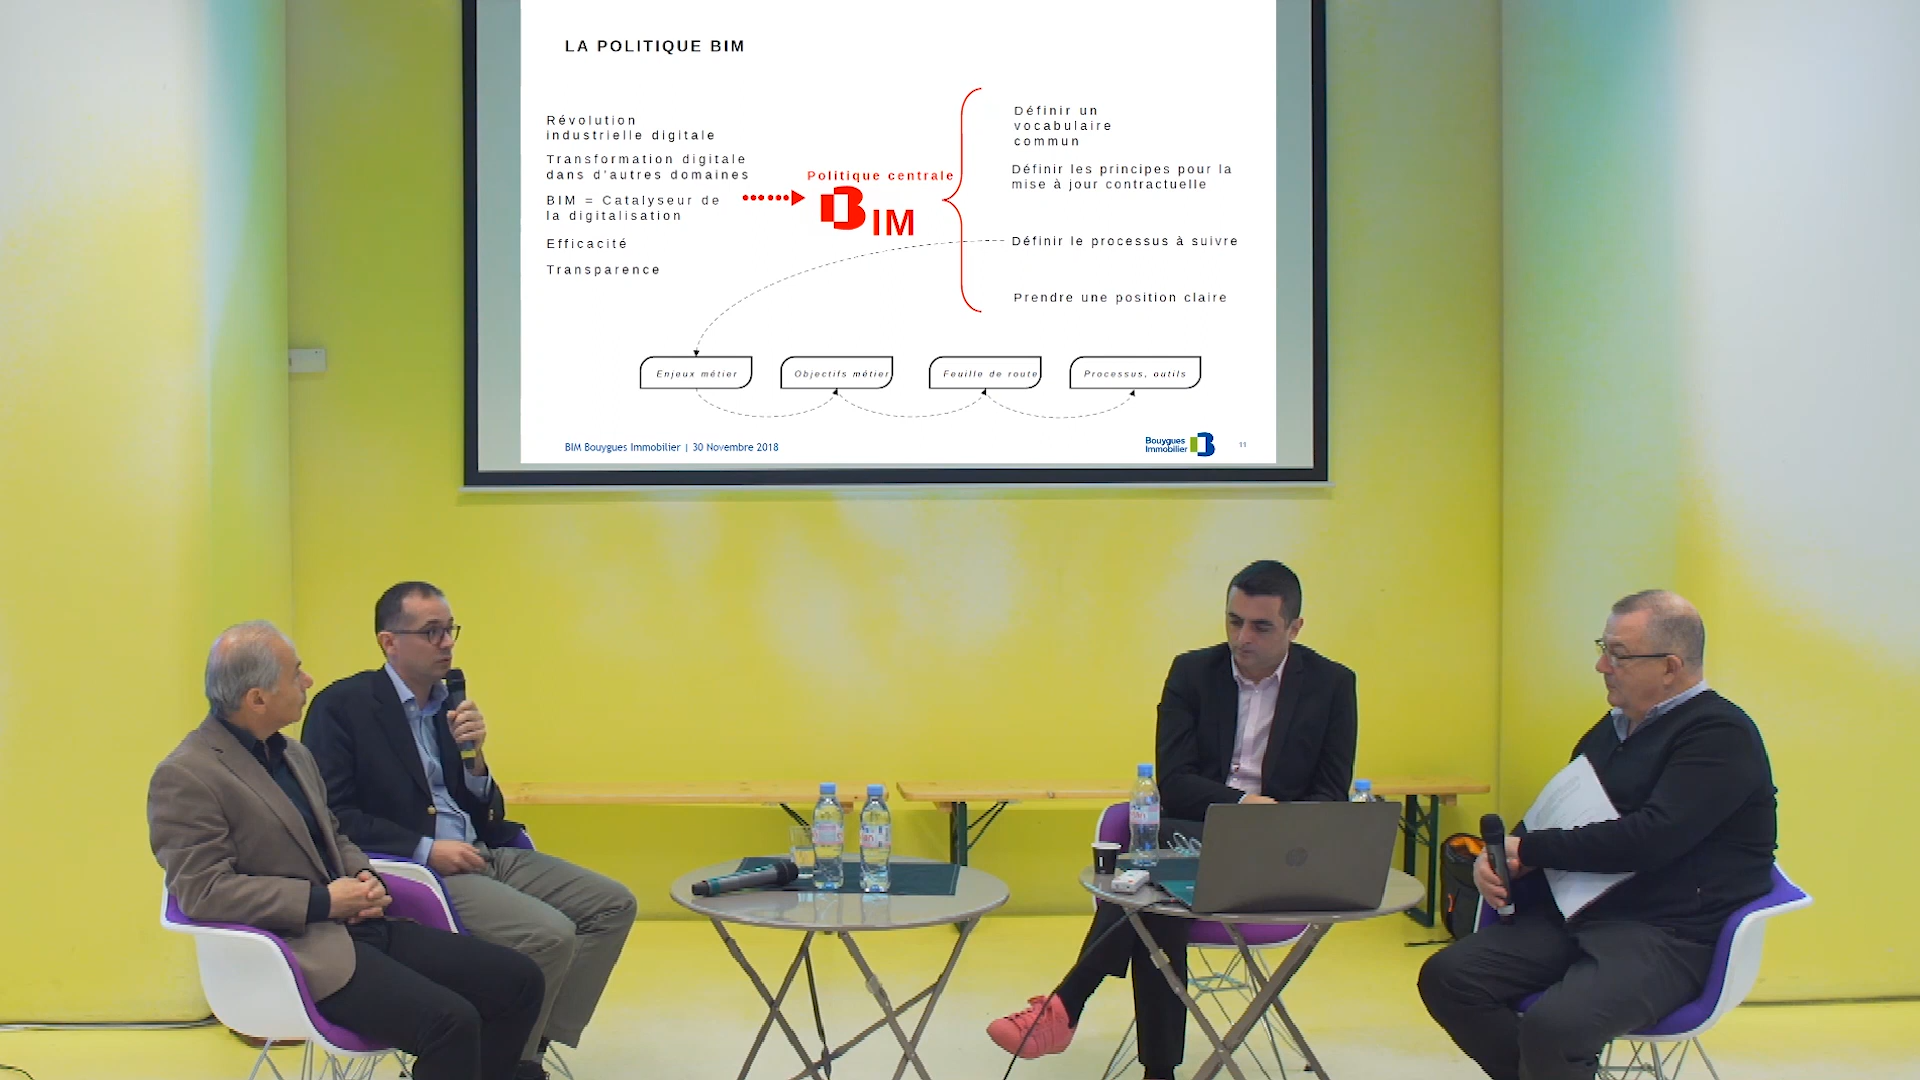 LA POLITIQUE BIM
Révolution
industrielle digitale
Transformation digitale
dans d'autres domaines
BIM = Catalyseur de
la digitalisation
Efficacité
Transparence
Politique centrale
BIM
Définir un
vocabulaire
commun
Définir les principes pour la
mise à jour contractuelle
Définir le processus à suivre
Prendre une position claire
Enjeux métier
Objectifs métier
Feuille de route
Processus, outils
BIM Bouygues Immobilier | 30 Novembre 2018
Bouygues
Immobilier
11
hp